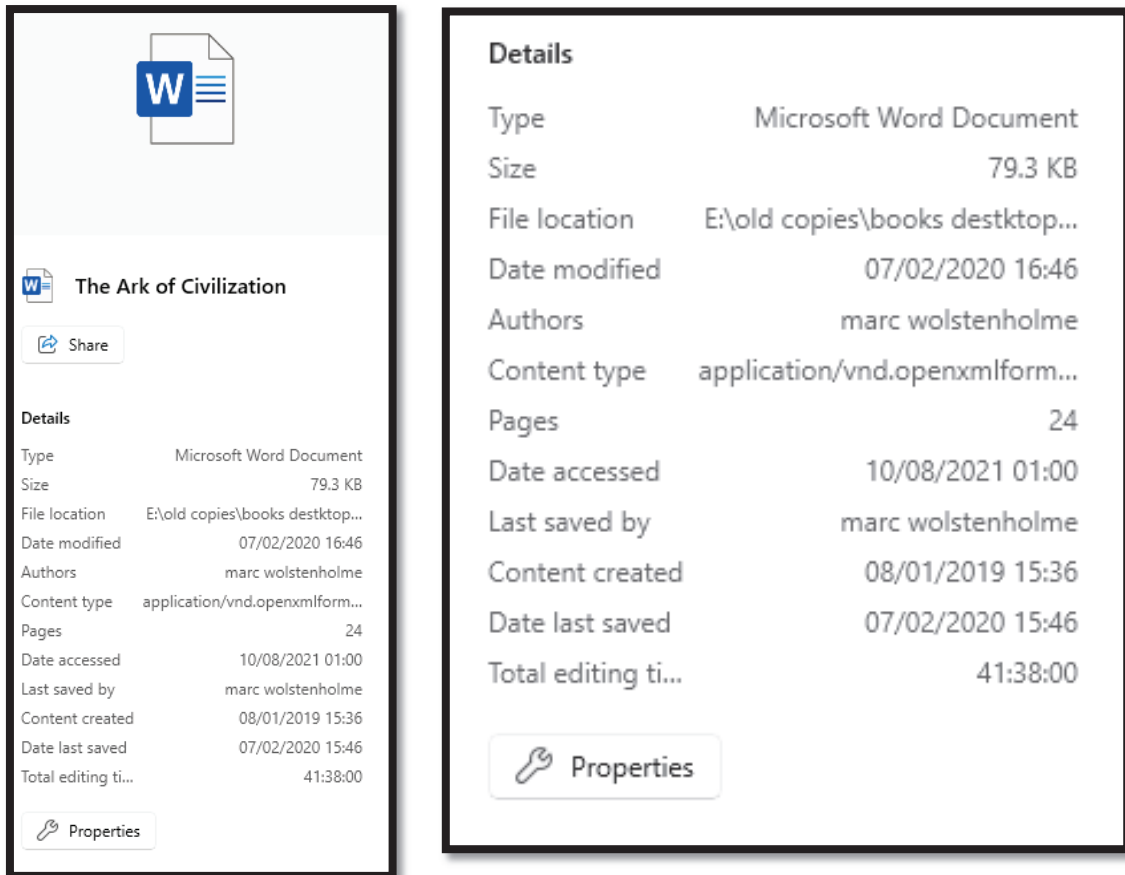 W
The Ark of Civilization
Share
Details
Type Microsoft Word Document
Size 79.3 KB
File location E:\old copies\books destktop...
Date modified 07/02/2020 16:46
Authors marc wolstenholme
Content type application/vnd.openxmlform...
Pages 24
Date accessed 10/08/2021 01:00
Last saved by marc wolstenholme
Content created 08/01/2019 15:36
Date last saved 07/02/2020 15:46
Total editing ti... 41:38:00
Properties
Details
Type Microsoft Word Document
Size 79.3 KB
File location E:\old copies\books destktop...
Date modified 07/02/2020 16:46
Authors marc wolstenholme
Content type application/vnd.openxmlform...
Pages 24
Date accessed 10/08/2021 01:00
Last saved by marc wolstenholme
Content created 08/01/2019 15:36
Date last saved 07/02/2020 15:46
Total editing ti... 41:38:00
Properties